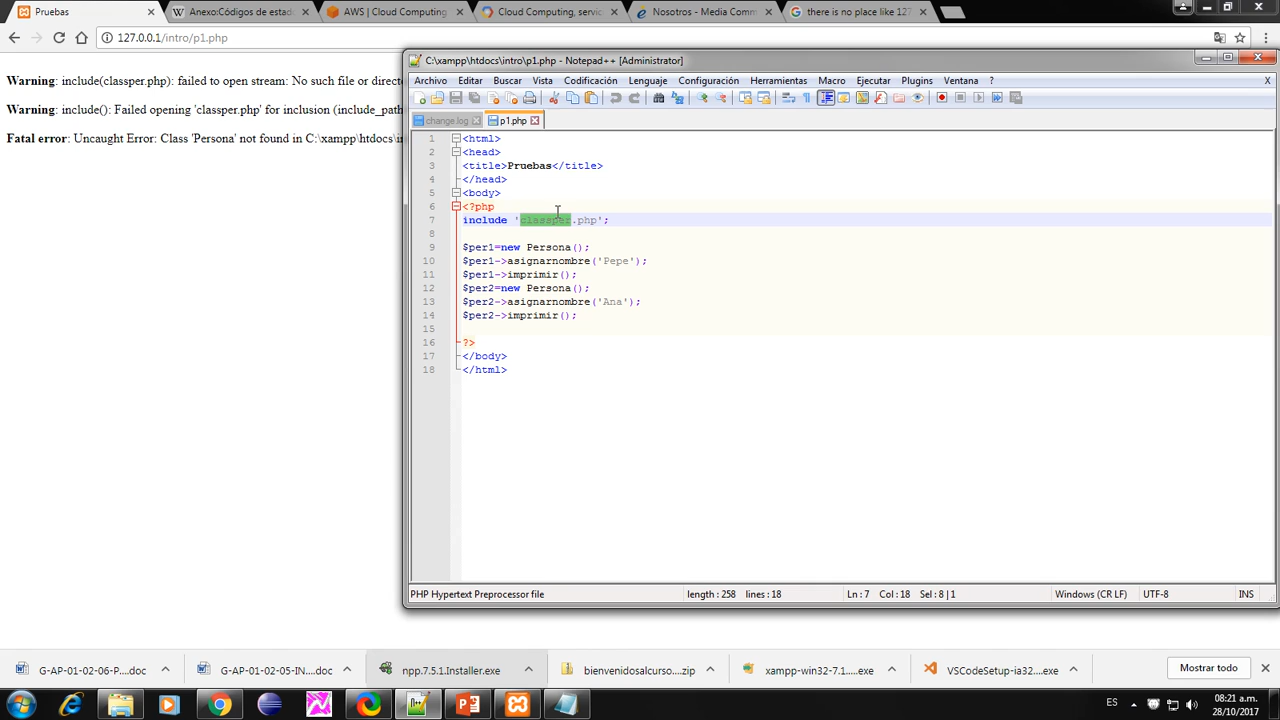 Pruebas
Anexo:Códigos de estad
AWS | Cloud Computing
Cloud Computing, servic
Nosotros - Media Comm
there is no place like 127
127.0.0.1/intro/p1.php
Warning: include(classper.php): failed to open stream: No such file or directo
Warning: include(): Failed opening 'classper.php' for inclusion (include_path
Fatal error: Uncaught Error: Class 'Persona' not found in C:\xampp\htdocs\in
C:\xampp\htdocs\intro\p1.php - Notepad++ [Administrator]
Archivo Editar Buscar Vista Codificación Lenguaje Configuración Herramientas Macro Ejecutar Plugins Ventana ? X
change.log p1.php
1 <html>
2 <head>
3 <title>Pruebas</title>
4 </head>
5 <body>
6 <?php
7 include 'classper.php';
8
9 $per1=new Persona();
10 $per1->asignarnombre('Pepe');
11 $per1->imprimir();
12 $per2=new Persona();
13 $per2->asignarnombre('Ana');
14 $per2->imprimir();
15
16 ?>
17 </body>
18 </html>
PHP Hypertext Preprocessor file length : 258 lines : 18 Ln : 7 Col : 18 Sel : 8 | 1 Windows (CR LF) UTF-8 INS
G-AP-01-02-06-P....doc
G-AP-01-02-05-IN....doc
npp.7.5.1.Installer.exe
bienvenidosalcurso....zip
xampp-win32-7.1....exe
VSCodeSetup-ia32....exe
Mostrar todo
ES
08:21 a.m.
28/10/2017